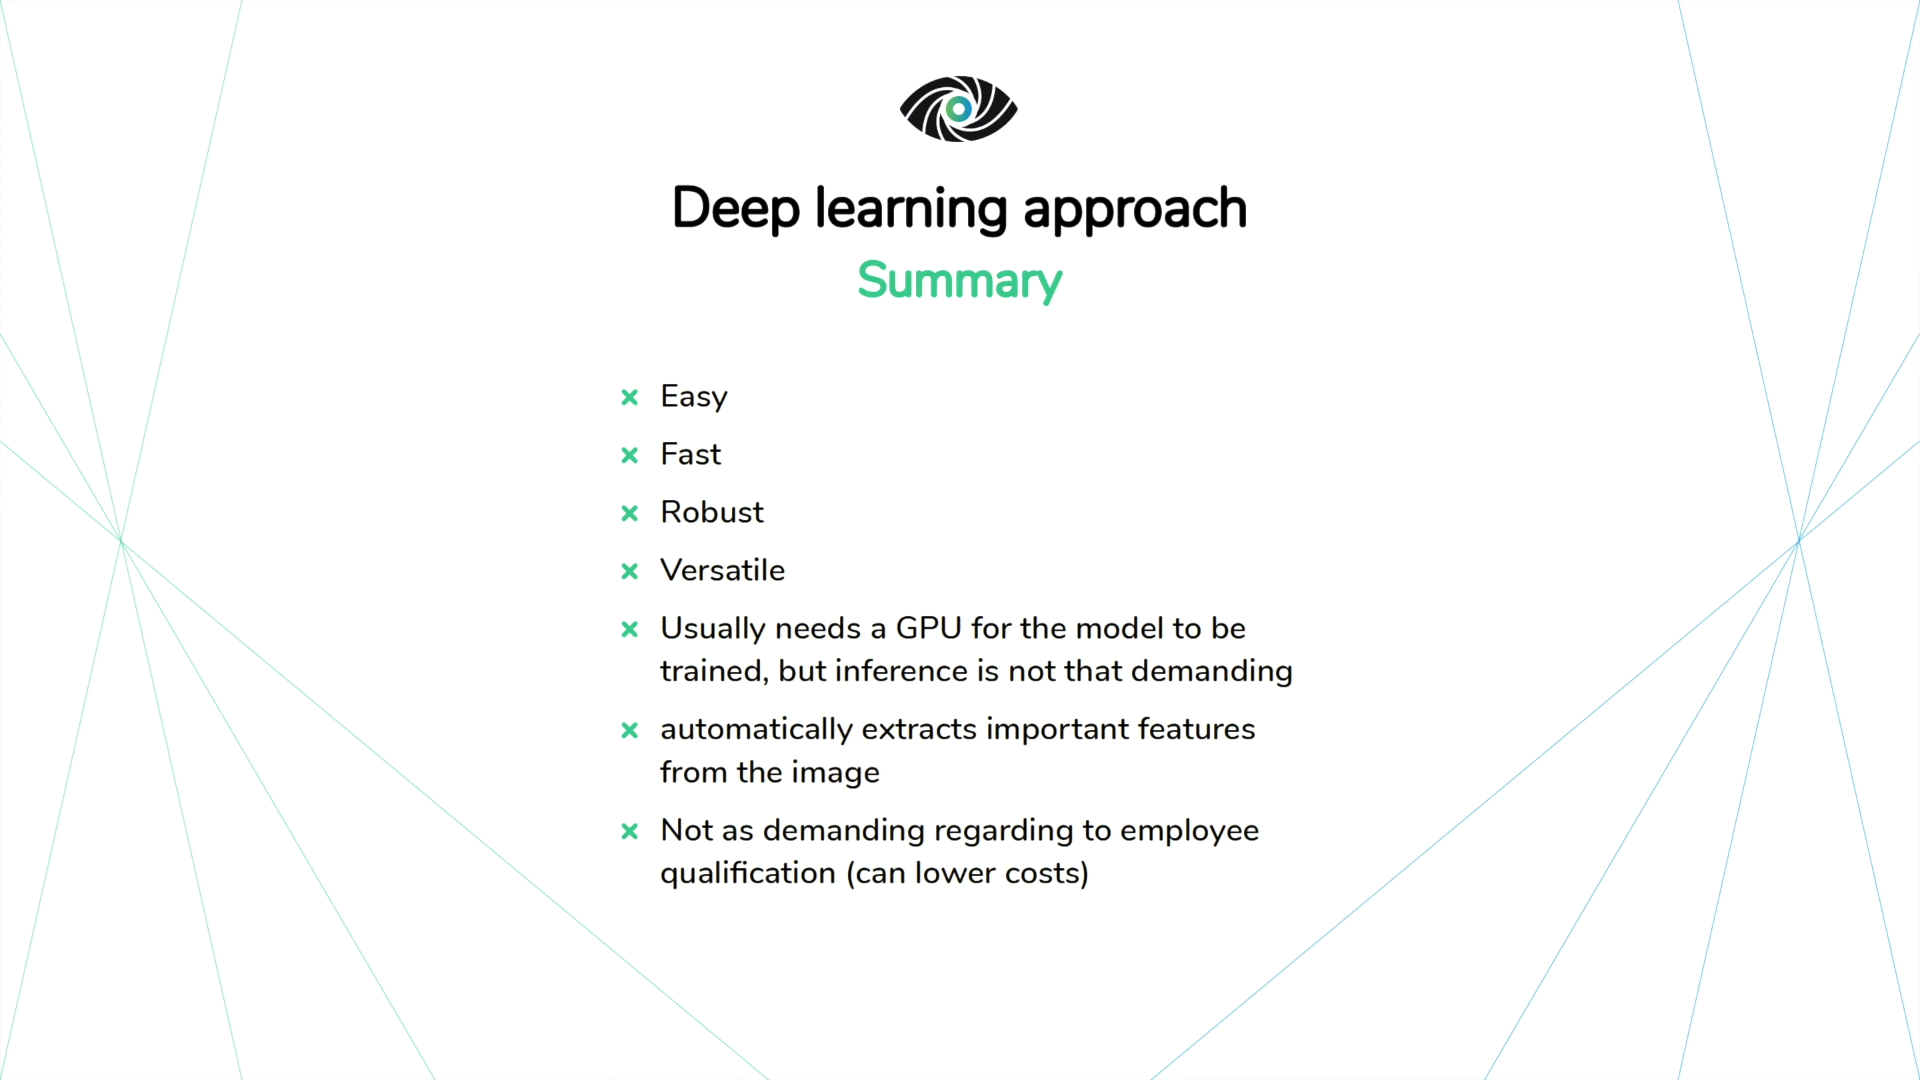 Deep learning approach
Summary
Easy
Fast
Robust
Versatile
Usually needs a GPU for the model to be
trained, but inference is not that demanding
automatically extracts important features
from the image
Not as demanding regarding to employee
qualification (can lower costs)